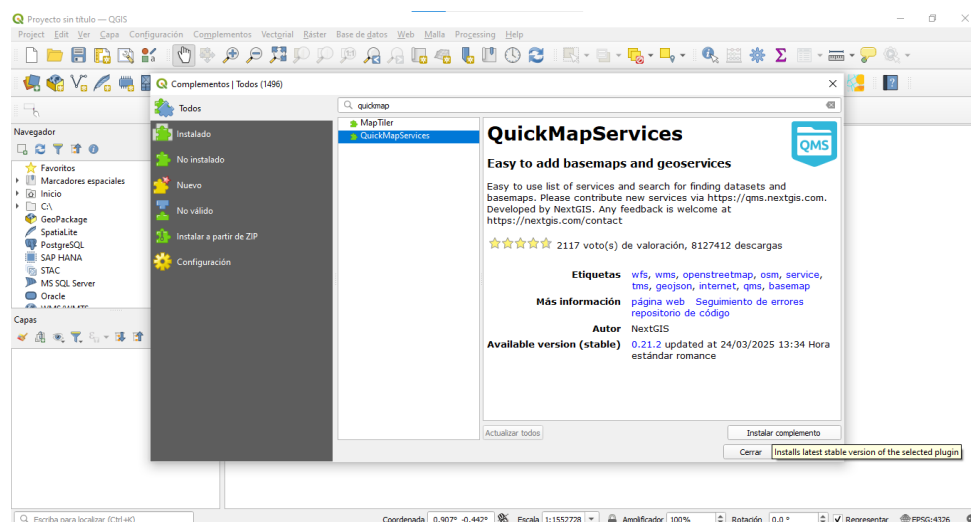 Proyecto sin título — QGIS
Project Edit Ver Capa Configuración Complementos Vectorial Ráster Base de datos Web Malla Processing Help
Complementos | Todos (1496)
Todos
Instalado
No instalado
Nuevo
No válido
Instalar a partir de ZIP
Configuración
quickmap
MapTiler
QuickMapServices
QuickMapServices
QMS
Easy to add basemaps and geoservices
Easy to use list of services and search for finding datasets and
basemaps. Please contribute new services via https://qms.nextgis.com.
Developed by NextGIS. Any feedback is welcome at
https://nextgis.com/contact
2117 voto(s) de valoración, 8127412 descargas
Etiquetas wfs, wms, openstreetmap, osm, service,
tms, geojson, internet, qms, basemap
Más información página web Seguimiento de errores
repositorio de código
Autor NextGIS
Available version (stable) 0.21.2 updated at 24/03/2025 13:34 Hora
estándar romance
Actualizar todos
Instalar complemento
Cerrar
Installs latest stable version of the selected plugin
Navegador
Favoritos
Marcadores espaciales
Inicio
C:\
GeoPackage
SpatiaLite
PostgreSQL
SAP HANA
STAC
MS SQL Server
Oracle
WMS/WMTS
Capas
Escriba para localizar (Ctrl+K)
Coordenada 0.907° -0.442° Escala 1:1552728 Amplificador 100% Rotación 0,0 ° Representar EPSG:4326